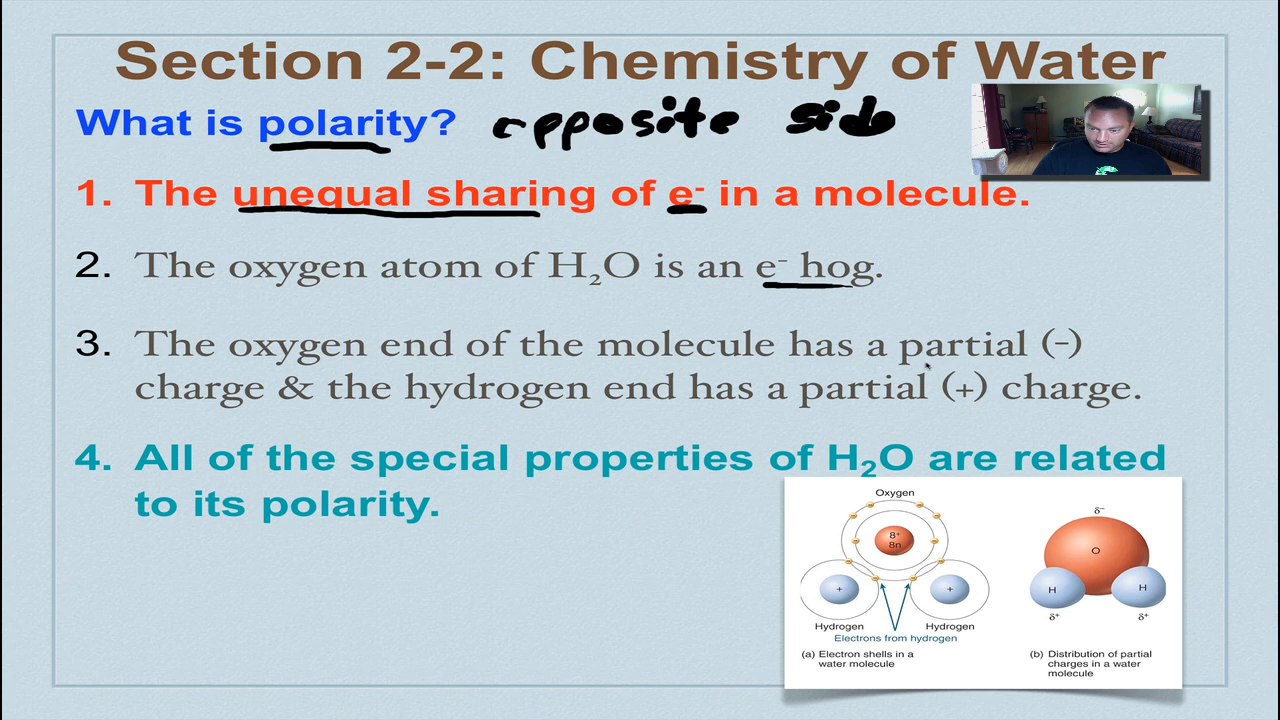 Section 2-2: Chemistry of Water
What is polarity? opposite side
1. The unequal sharing of e⁻ in a molecule.
2. The oxygen atom of H₂O is an e⁻ hog.
3. The oxygen end of the molecule has a partial (−)
charge & the hydrogen end has a partial (+) charge.
4. All of the special properties of H₂O are related
to its polarity.
Oxygen
8⁺
8n
+
+
Hydrogen
Hydrogen
Electrons from hydrogen
(a) Electron shells in a
water molecule
δ⁻
O
H
H
δ⁺
δ⁺
(b) Distribution of partial
charges in a water
molecule